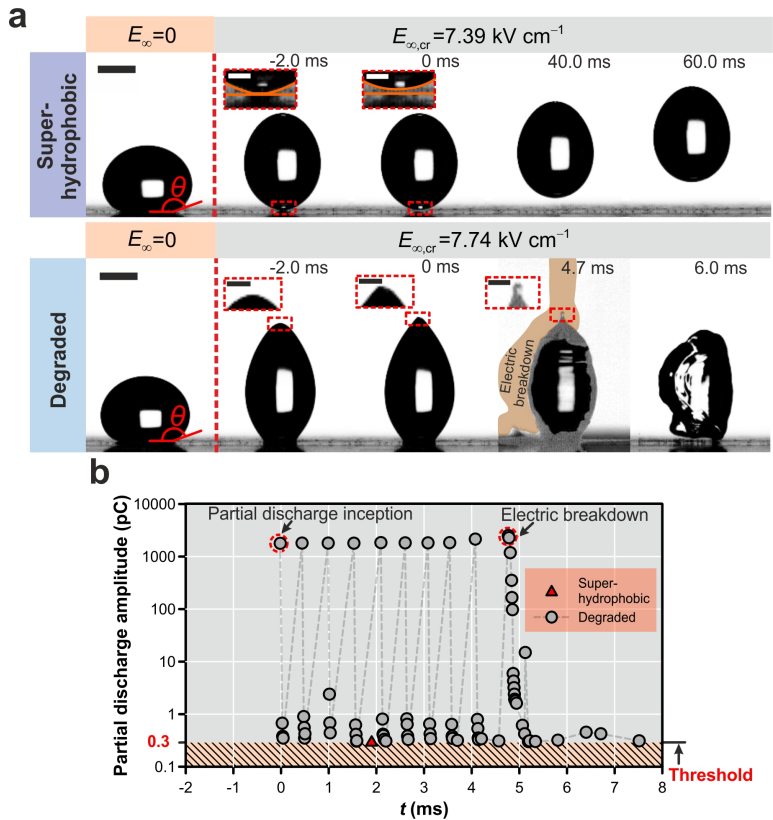 a
E∞=0
E∞,cr=7.39 kV cm⁻¹
Super-
hydrophobic
-2.0 ms
0 ms
40.0 ms
60.0 ms
θ
E∞=0
E∞,cr=7.74 kV cm⁻¹
Degraded
-2.0 ms
0 ms
4.7 ms
6.0 ms
θ
Electric
breakdown
b
Partial discharge amplitude (pC)
10000
1000
100
10
1
0.3
0.1
Partial discharge inception
Electric breakdown
Super-
hydrophobic
Degraded
Threshold
-2 -1 0 1 2 3 4 5 6 7 8
t (ms)